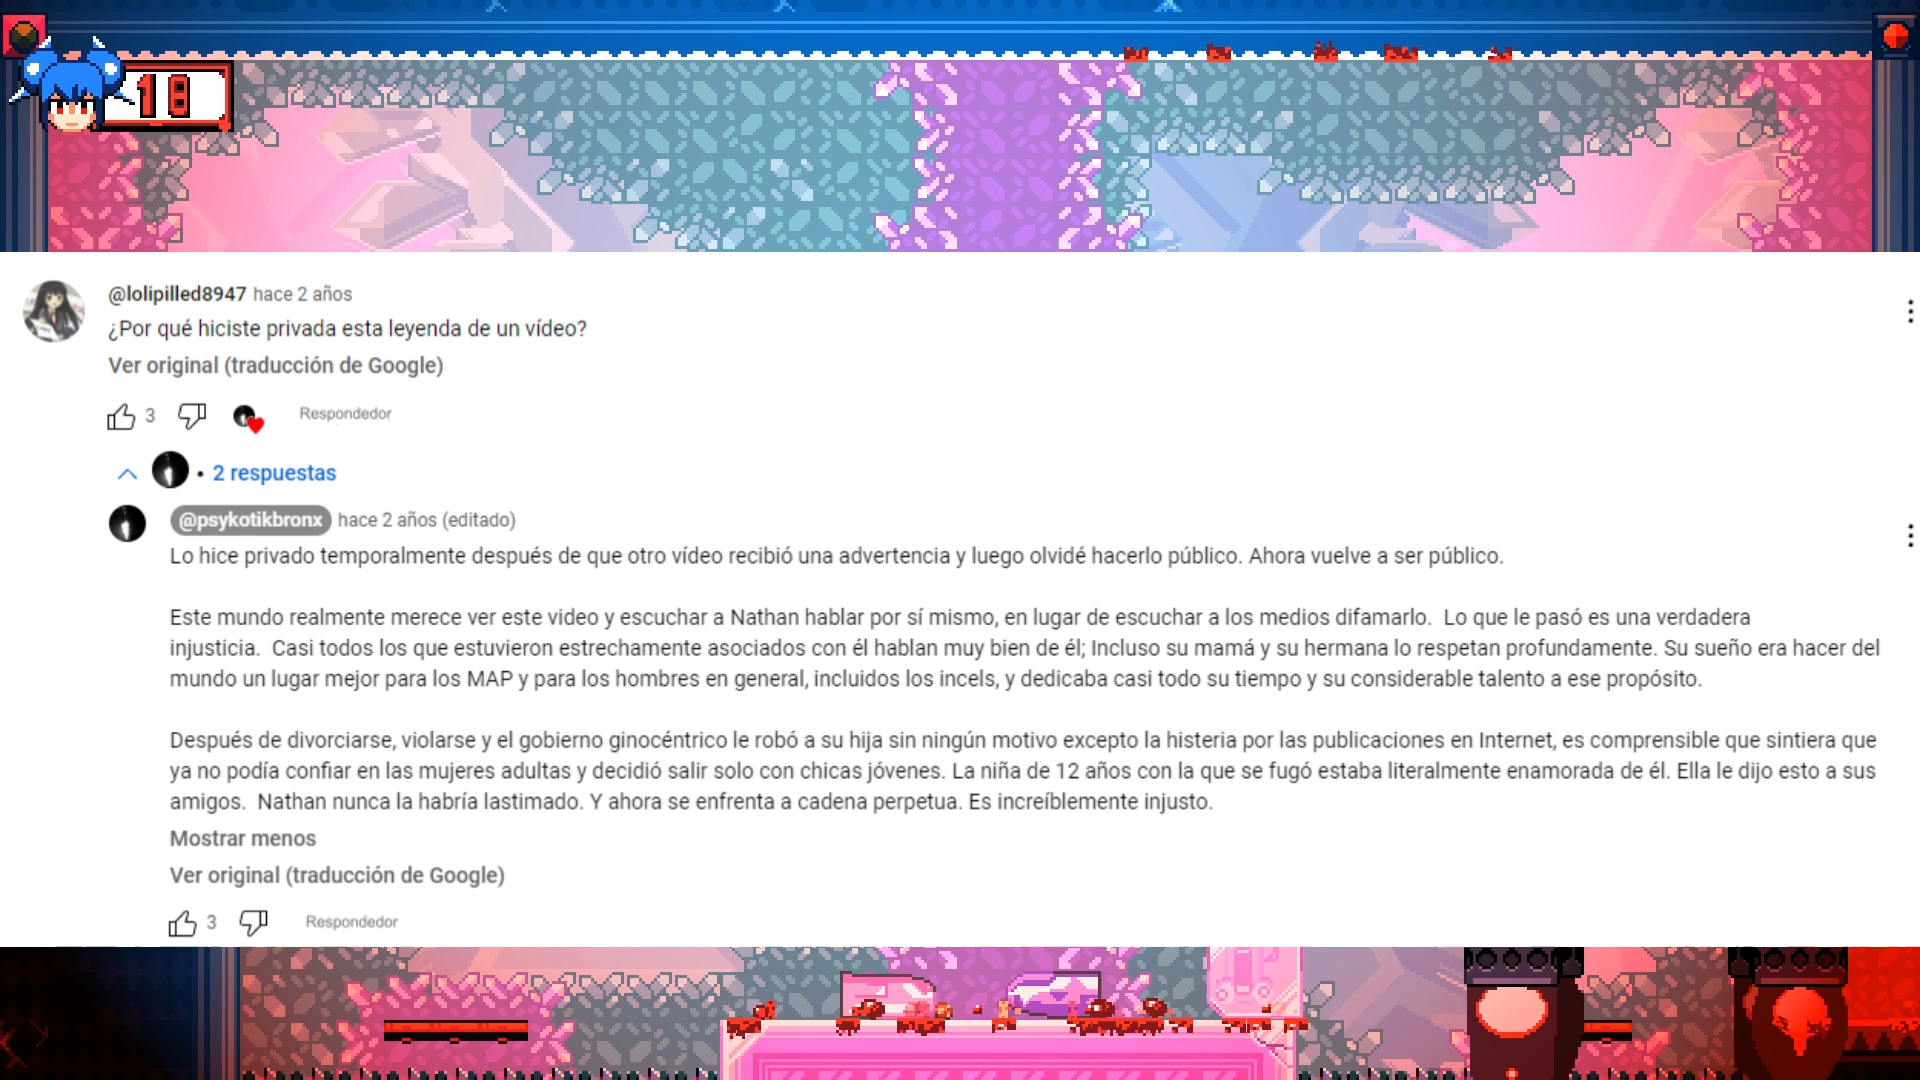 18
@lolipilled8947 hace 2 años
¿Por qué hiciste privada esta leyenda de un vídeo?
Ver original (traducción de Google)
3 Respondedor
• 2 respuestas
@psykotikbronx hace 2 años (editado)
Lo hice privado temporalmente después de que otro vídeo recibió una advertencia y luego olvidé hacerlo público. Ahora vuelve a ser público.
Este mundo realmente merece ver este video y escuchar a Nathan hablar por sí mismo, en lugar de escuchar a los medios difamarlo.  Lo que le pasó es una verdadera
injusticia.  Casi todos los que estuvieron estrechamente asociados con él hablan muy bien de él; Incluso su mamá y su hermana lo respetan profundamente. Su sueño era hacer del
mundo un lugar mejor para los MAP y para los hombres en general, incluidos los incels, y dedicaba casi todo su tiempo y su considerable talento a ese propósito.
Después de divorciarse, violarse y el gobierno ginocéntrico le robó a su hija sin ningún motivo excepto la histeria por las publicaciones en Internet, es comprensible que sintiera que
ya no podía confiar en las mujeres adultas y decidió salir solo con chicas jóvenes. La niña de 12 años con la que se fugó estaba literalmente enamorada de él. Ella le dijo esto a sus
amigos.  Nathan nunca la habría lastimado. Y ahora se enfrenta a cadena perpetua. Es increíblemente injusto.
Mostrar menos
Ver original (traducción de Google)
3 Respondedor